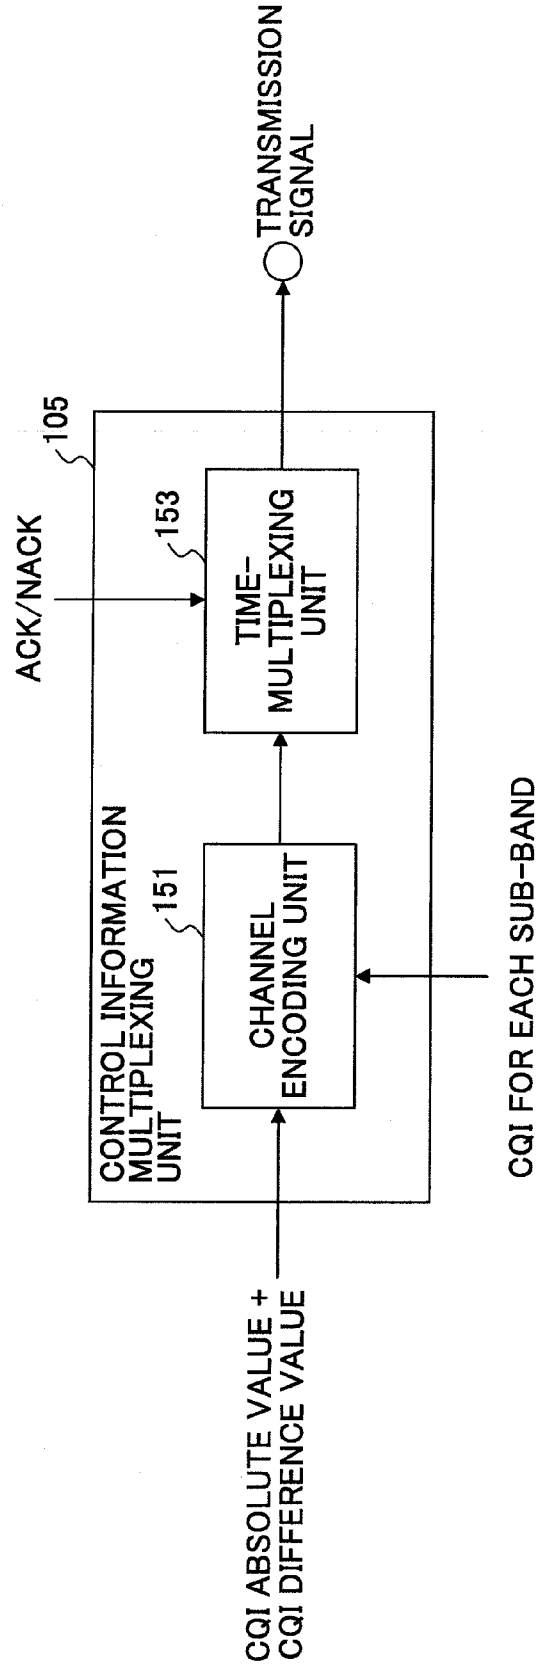 CONTROL INFORMATION
MULTIPLEXING
UNIT
105
ACK/NACK
CQI ABSOLUTE VALUE +
CQI DIFFERENCE VALUE
151
CHANNEL
ENCODING UNIT
153
TIME-
MULTIPLEXING
UNIT
TRANSMISSION
SIGNAL
CQI FOR EACH SUB-BAND